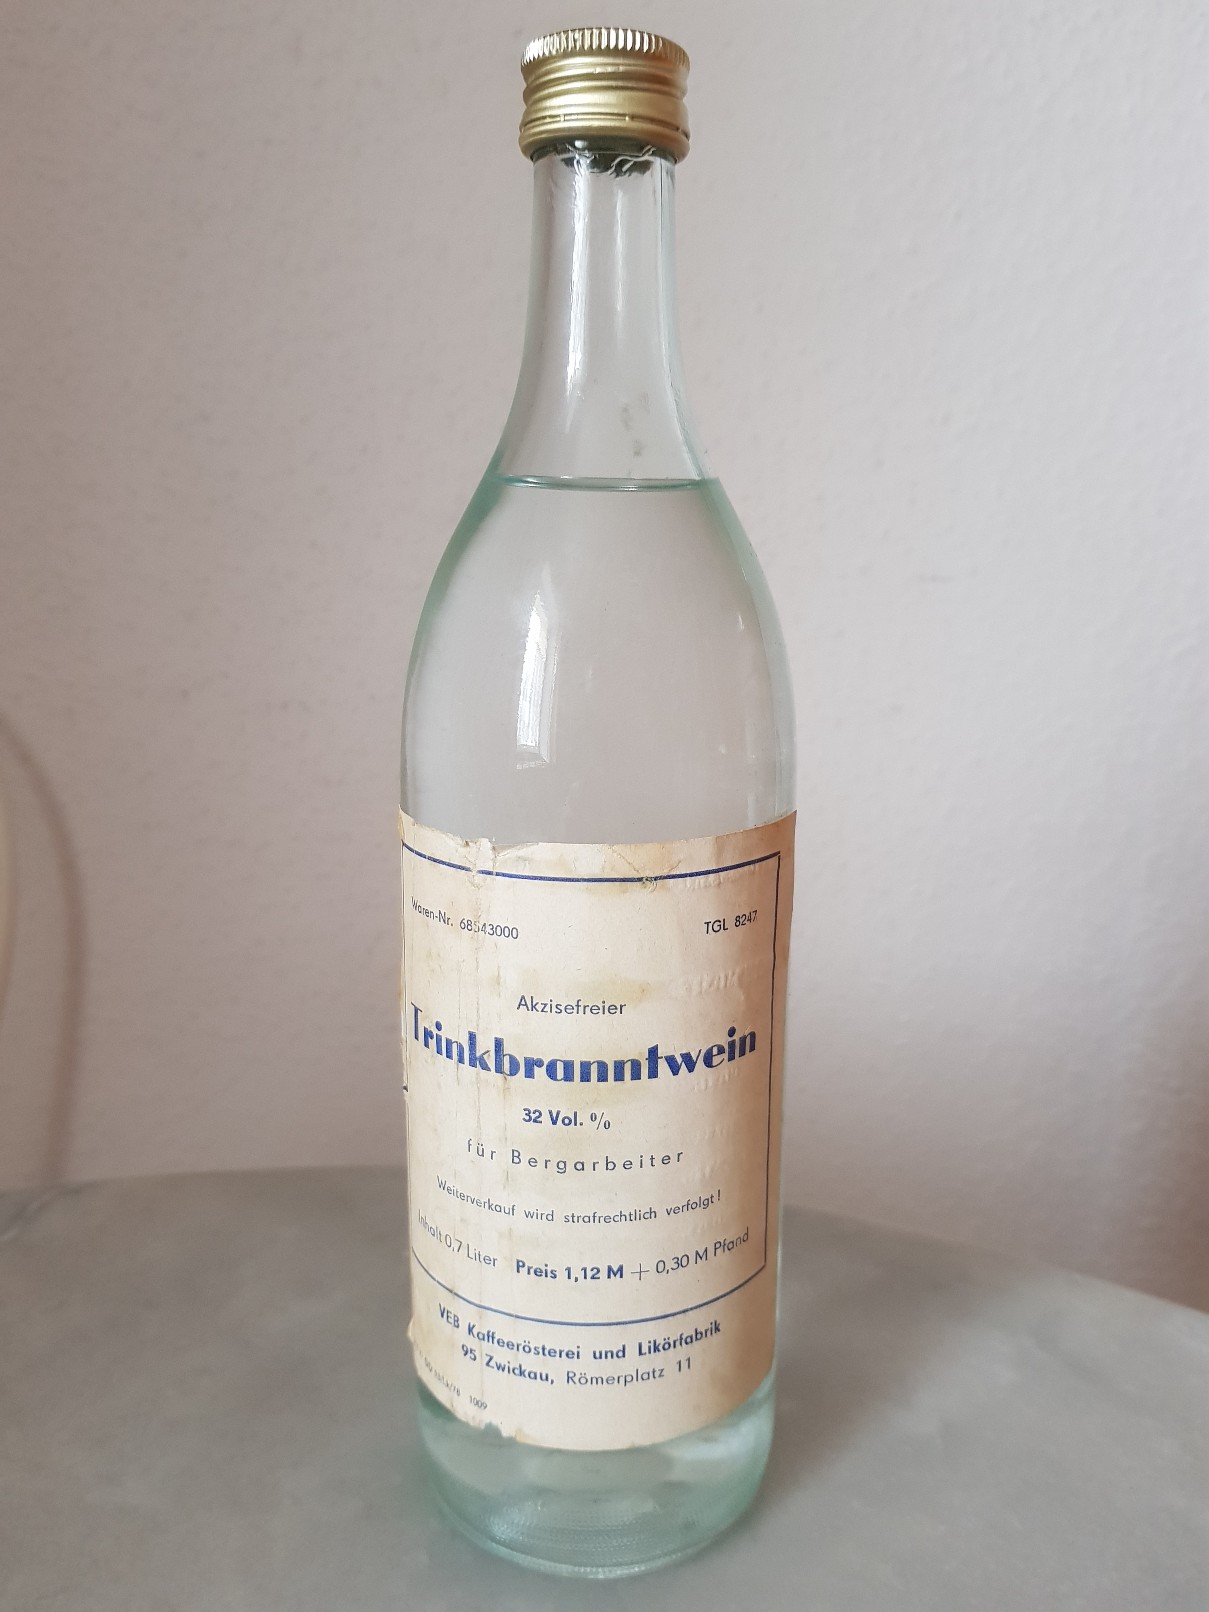 Waren-Nr. 68543000 TGL 8247
Akzisefreier
Trinkbranntwein
32 Vol. %
für Bergarbeiter
Weiterverkauf wird strafrechtlich verfolgt!
Inhalt 0,7 Liter Preis 1,12 M + 0,30 M Pfand
VEB Kaffeerösterei und Likörfabrik
95 Zwickau, Römerplatz 11
1009